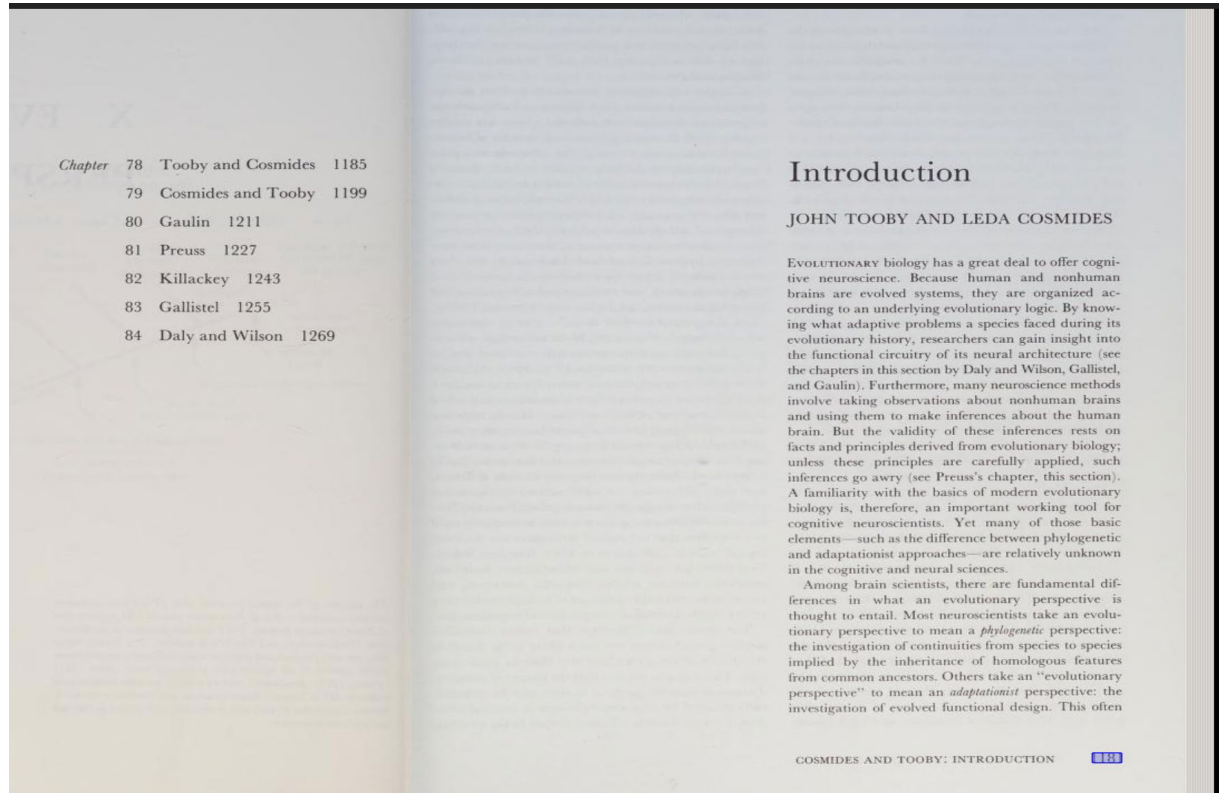 Chapter 78 Tooby and Cosmides 1185
79 Cosmides and Tooby 1199
80 Gaulin 1211
81 Preuss 1227
82 Killackey 1243
83 Gallistel 1255
84 Daly and Wilson 1269
Introduction
JOHN TOOBY AND LEDA COSMIDES
EVOLUTIONARY biology has a great deal to offer cogni-
tive neuroscience. Because human and nonhuman
brains are evolved systems, they are organized ac-
cording to an underlying evolutionary logic. By know-
ing what adaptive problems a species faced during its
evolutionary history, researchers can gain insight into
the functional circuitry of its neural architecture (see
the chapters in this section by Daly and Wilson, Gallistel,
and Gaulin). Furthermore, many neuroscience methods
involve taking observations about nonhuman brains
and using them to make inferences about the human
brain. But the validity of these inferences rests on
facts and principles derived from evolutionary biology;
unless these principles are carefully applied, such
inferences go awry (see Preuss's chapter, this section).
A familiarity with the basics of modern evolutionary
biology is, therefore, an important working tool for
cognitive neuroscientists. Yet many of those basic
elements—such as the difference between phylogenetic
and adaptationist approaches—are relatively unknown
in the cognitive and neural sciences.
Among brain scientists, there are fundamental dif-
ferences in what an evolutionary perspective is
thought to entail. Most neuroscientists take an evolu-
tionary perspective to mean a phylogenetic perspective:
the investigation of continuities from species to species
implied by the inheritance of homologous features
from common ancestors. Others take an “evolutionary
perspective” to mean an adaptationist perspective: the
investigation of evolved functional design. This often
COSMIDES AND TOOBY: INTRODUCTION